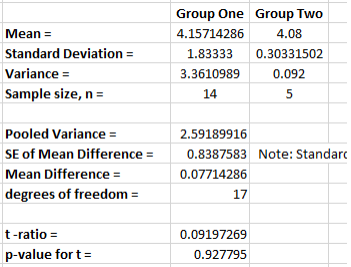 Group One Group Two
Mean = 4.15714286 4.08
Standard Deviation = 1.83333 0.30331502
Variance = 3.3610989 0.092
Sample size, n = 14 5
Pooled Variance = 2.59189916
SE of Mean Difference = 0.8387583 Note: Standard
Mean Difference = 0.07714286
degrees of freedom = 17
t -ratio = 0.09197269
p-value for t = 0.927795